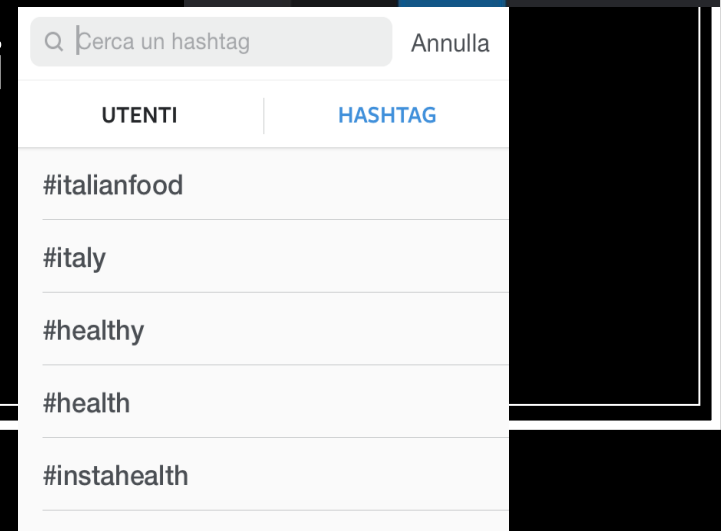 Cerca un hashtag Annulla
UTENTI HASHTAG
#italianfood
#italy
#healthy
#health
#instahealth